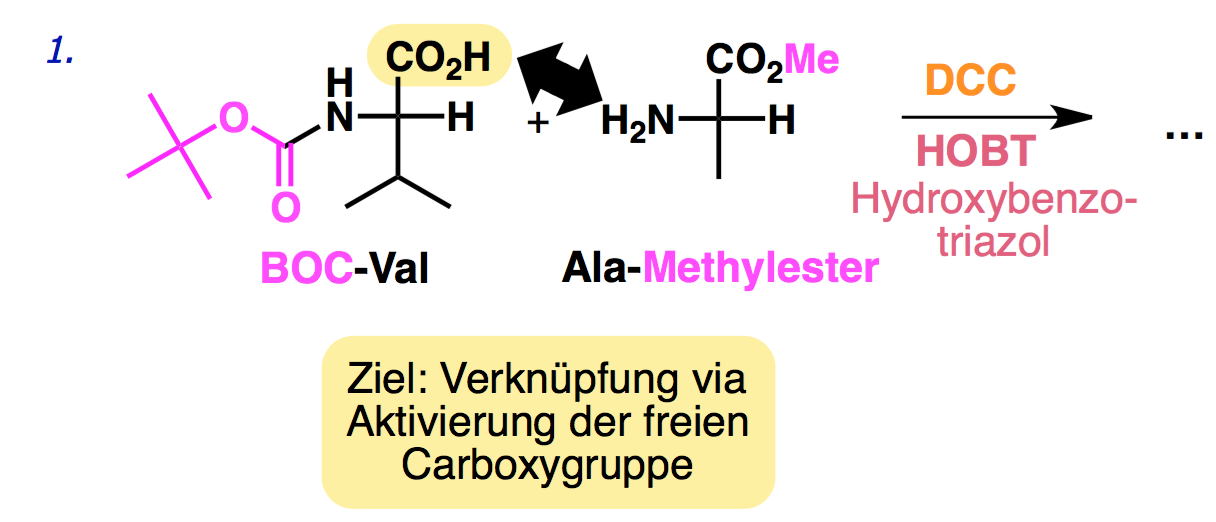 1.
CO₂H
H
N
H
O
O
BOC-Val
+
CO₂Me
H₂N
H
Ala-Methylester
DCC
HOBT
Hydroxybenzo-
triazol
...
Ziel: Verknüpfung via
Aktivierung der freien
Carboxygruppe